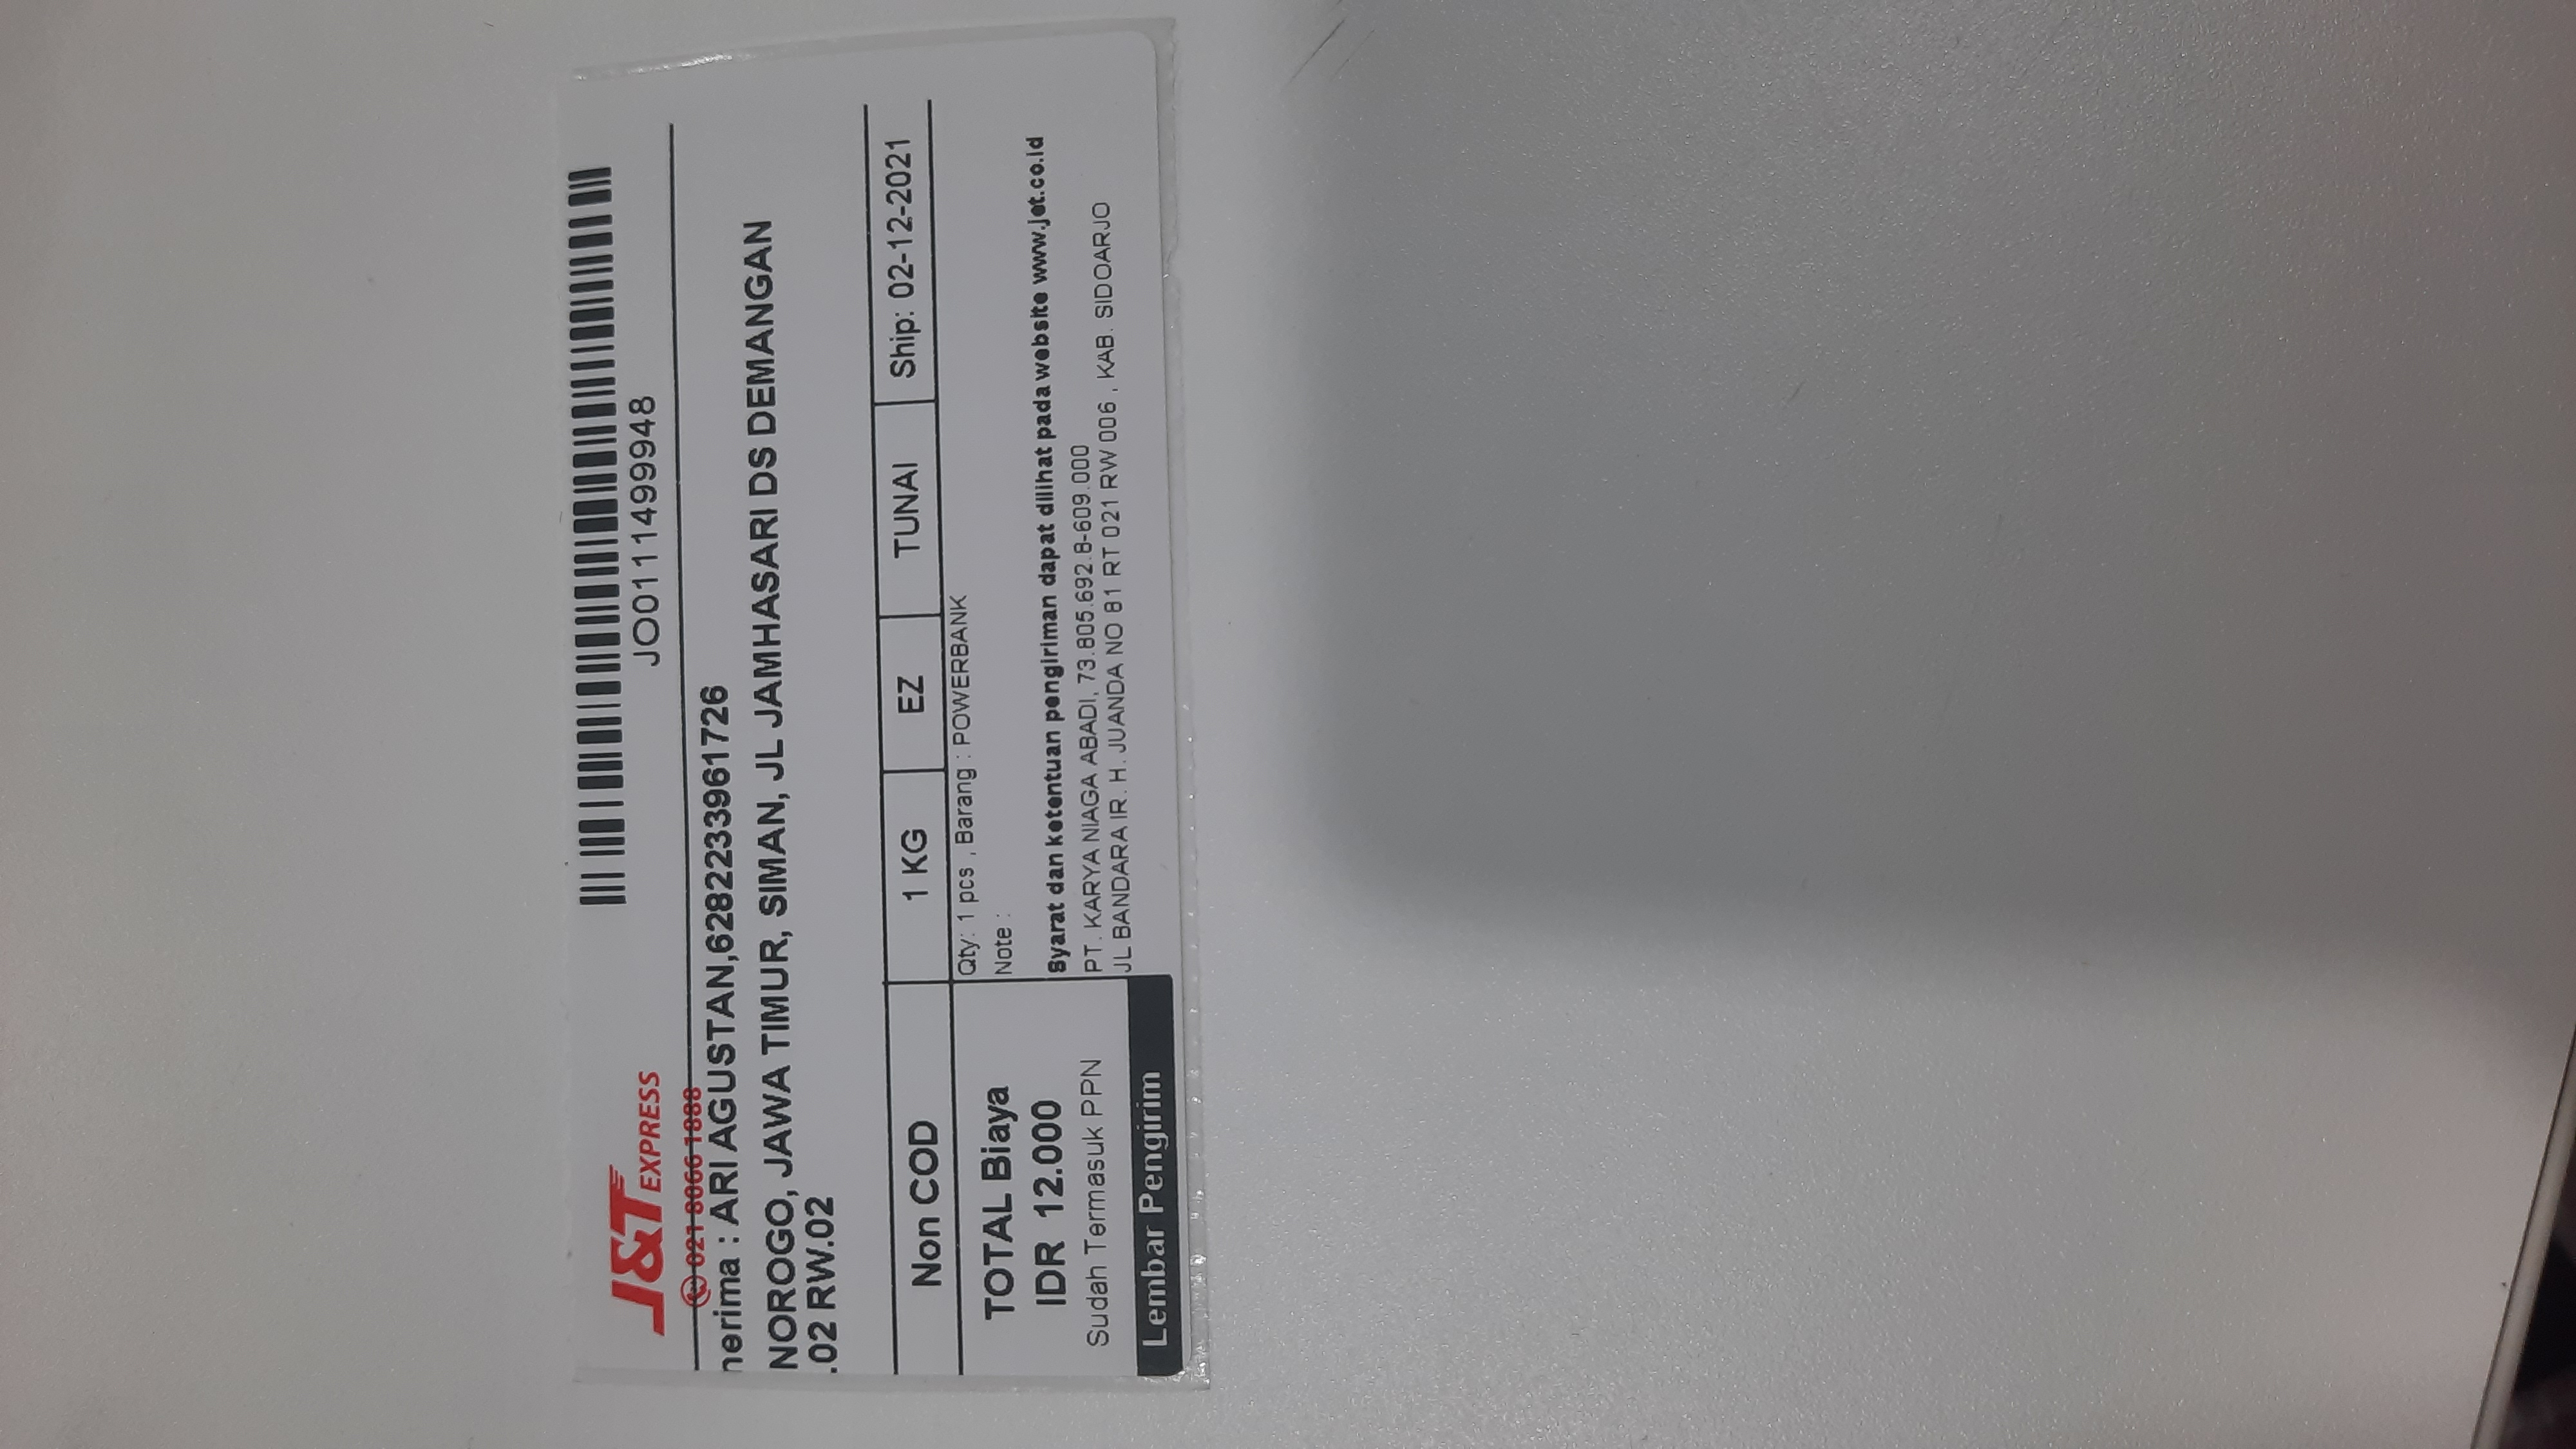 J&T EXPRESS
JO0111499948
021 8066 1888
nerima : ARI AGUSTAN,6282233961726
NOROGO, JAWA TIMUR, SIMAN, JL JAMHASARI DS DEMANGAN
.02 RW.02
Non COD 1 KG EZ TUNAI Ship: 02-12-2021
TOTAL Biaya
IDR 12.000
Sudah Termasuk PPN
Lembar Pengirim
Qty: 1 pcs , Barang : POWERBANK
Note :
Syarat dan ketentuan pengiriman dapat dilihat pada website www.jet.co.id
PT. KARYA NIAGA ABADI, 73.805.692.8-609.000
JL BANDARA IR. H. JUANDA NO 81 RT 021 RW 006 , KAB. SIDOARJO